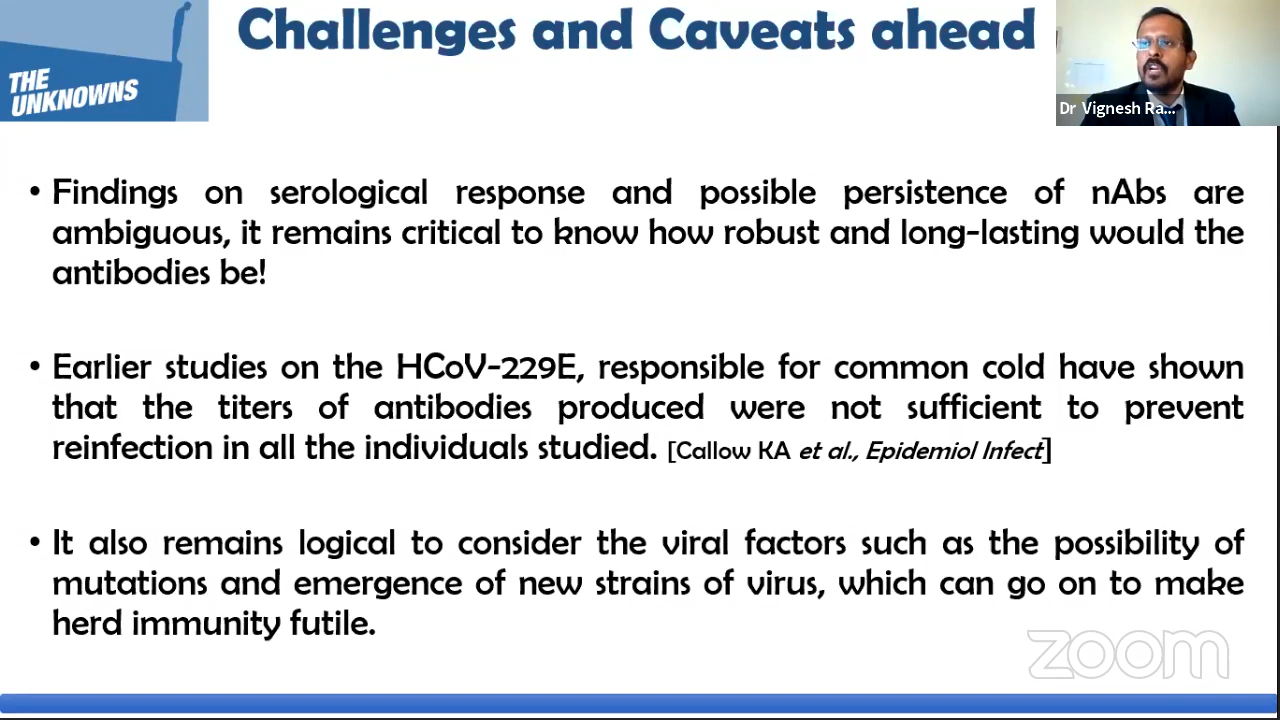 Challenges and Caveats ahead
THE
UNKNOWNS
Dr Vignesh Ra...
• Findings on serological response and possible persistence of nAbs are
ambiguous, it remains critical to know how robust and long-lasting would the
antibodies be!
• Earlier studies on the HCoV-229E, responsible for common cold have shown
that the titers of antibodies produced were not sufficient to prevent
reinfection in all the individuals studied. [Callow KA et al., Epidemiol Infect]
• It also remains logical to consider the viral factors such as the possibility of
mutations and emergence of new strains of virus, which can go on to make
herd immunity futile.
zoom